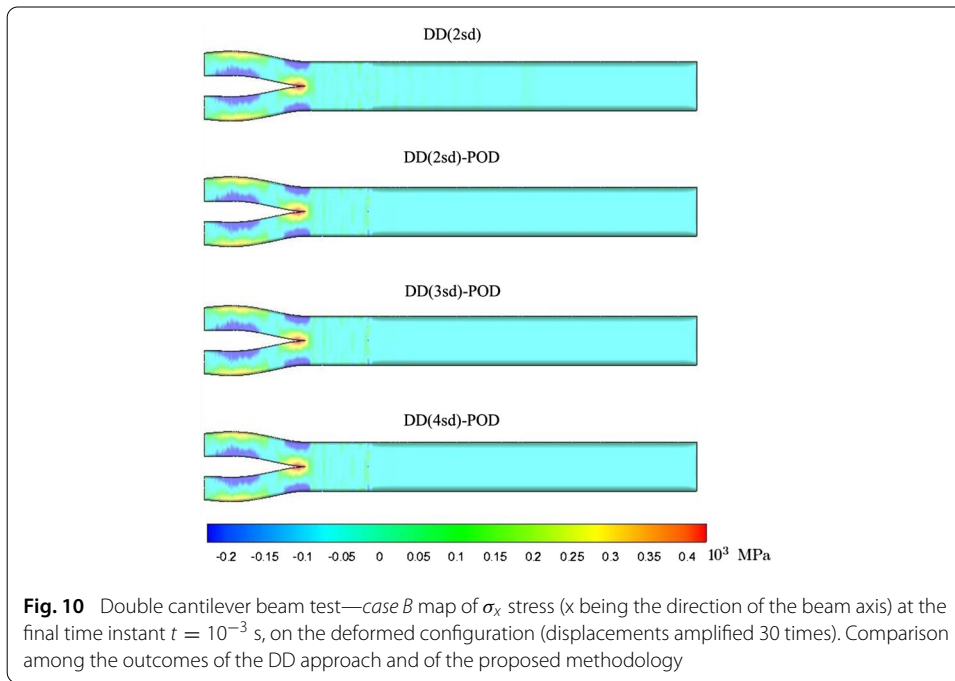 DD(2sd)
DD(2sd)-POD
DD(3sd)-POD
DD(4sd)-POD
-0.2 -0.15 -0.1 -0.05 0 0.05 0.1 0.15 0.2 0.25 0.3 0.35 0.4 10³ MPa
Fig. 10 Double cantilever beam test—case B map of σₓ stress (x being the direction of the beam axis) at the
final time instant t = 10⁻³ s, on the deformed configuration (displacements amplified 30 times). Comparison
among the outcomes of the DD approach and of the proposed methodology